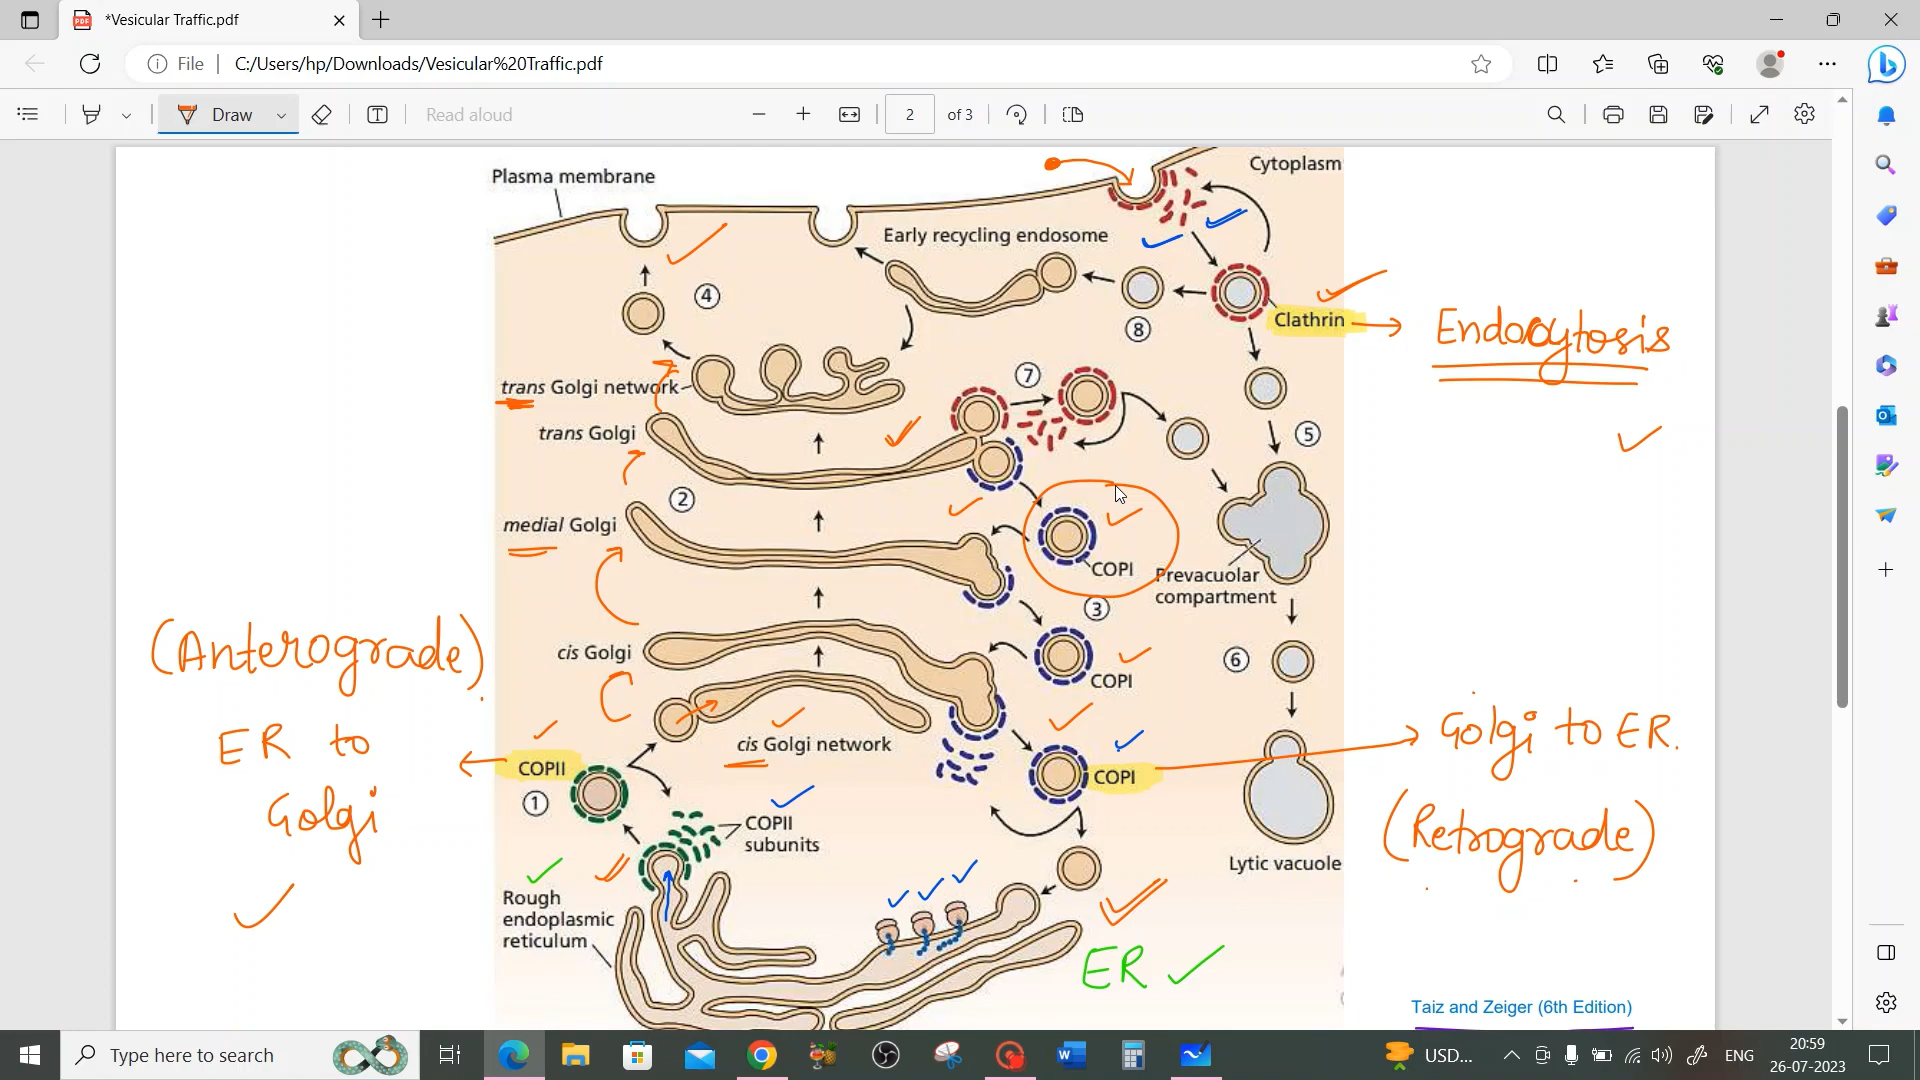 *Vesicular Traffic.pdf
File
C:/Users/hp/Downloads/Vesicular%20Traffic.pdf
Draw
Read aloud
2
of 3
Plasma membrane
Cytoplasm
Early recycling endosome
4
8
Clathrin
Endocytosis
7
trans Golgi network
trans Golgi
5
2
medial Golgi
COPI
Prevacuolar
compartment
3
(Anterograde)
cis Golgi
6
COPI
ER to
Golgi
cis Golgi network
COPII
1
COPI
Golgi to ER.
(Retrograde)
COPII
subunits
Lytic vacuole
Rough
endoplasmic
reticulum
ER
Taiz and Zeiger (6th Edition)
Type here to search
USD...
ENG
20:59
26-07-2023